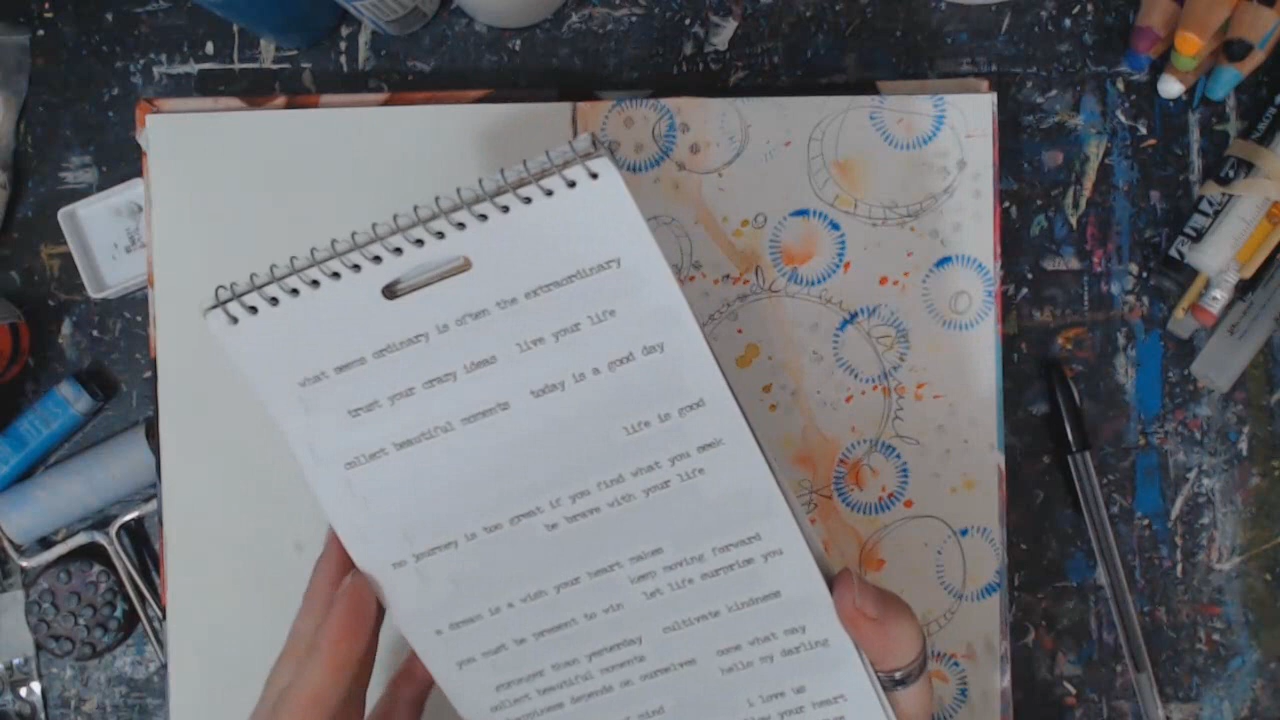 what seems ordinary is often the extraordinary
trust your crazy ideas live your life
collect beautiful moments today is a good day
life is good
no journey is too great if you find what you seek
be brave with your life
a dream is a wish your heart makes
keep moving forward
you must be present to win let life surprise you
stronger than yesterday cultivate kindness
collect beautiful moments come what may
happiness depends on ourselves hello my darling
mind i love us
your heart